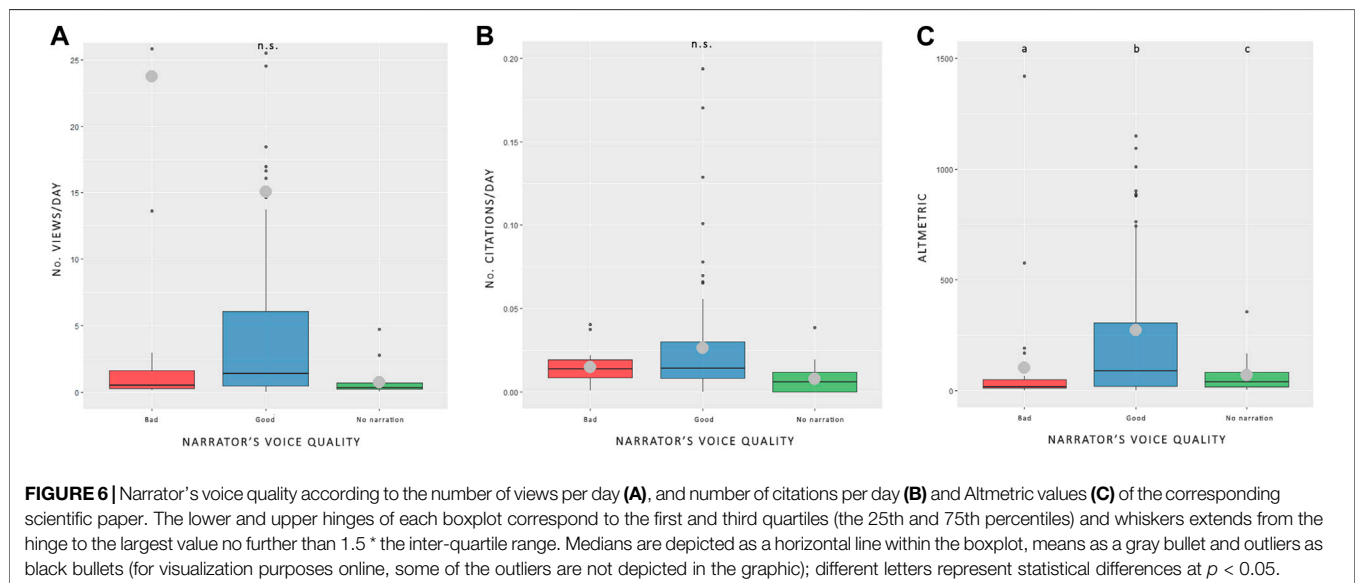 A
n.s.
25
20
15
10
5
0
No. VIEWS/DAY
Bad
Good
No narration
NARRATOR'S VOICE QUALITY
B
n.s.
0.20
0.15
0.10
0.05
0.00
No. CITATIONS/DAY
Bad
Good
No narration
NARRATOR'S VOICE QUALITY
C
a
b
c
1500
1000
500
0
ALTMETRIC
Bad
Good
No narration
NARRATOR'S VOICE QUALITY
FIGURE 6 | Narrator's voice quality according to the number of views per day (A), and number of citations per day (B) and Altmetric values (C) of the corresponding
scientific paper. The lower and upper hinges of each boxplot correspond to the first and third quartiles (the 25th and 75th percentiles) and whiskers extends from the
hinge to the largest value no further than 1.5 * the inter-quartile range. Medians are depicted as a horizontal line within the boxplot, means as a gray bullet and outliers as
black bullets (for visualization purposes online, some of the outliers are not depicted in the graphic); different letters represent statistical differences at p < 0.05.